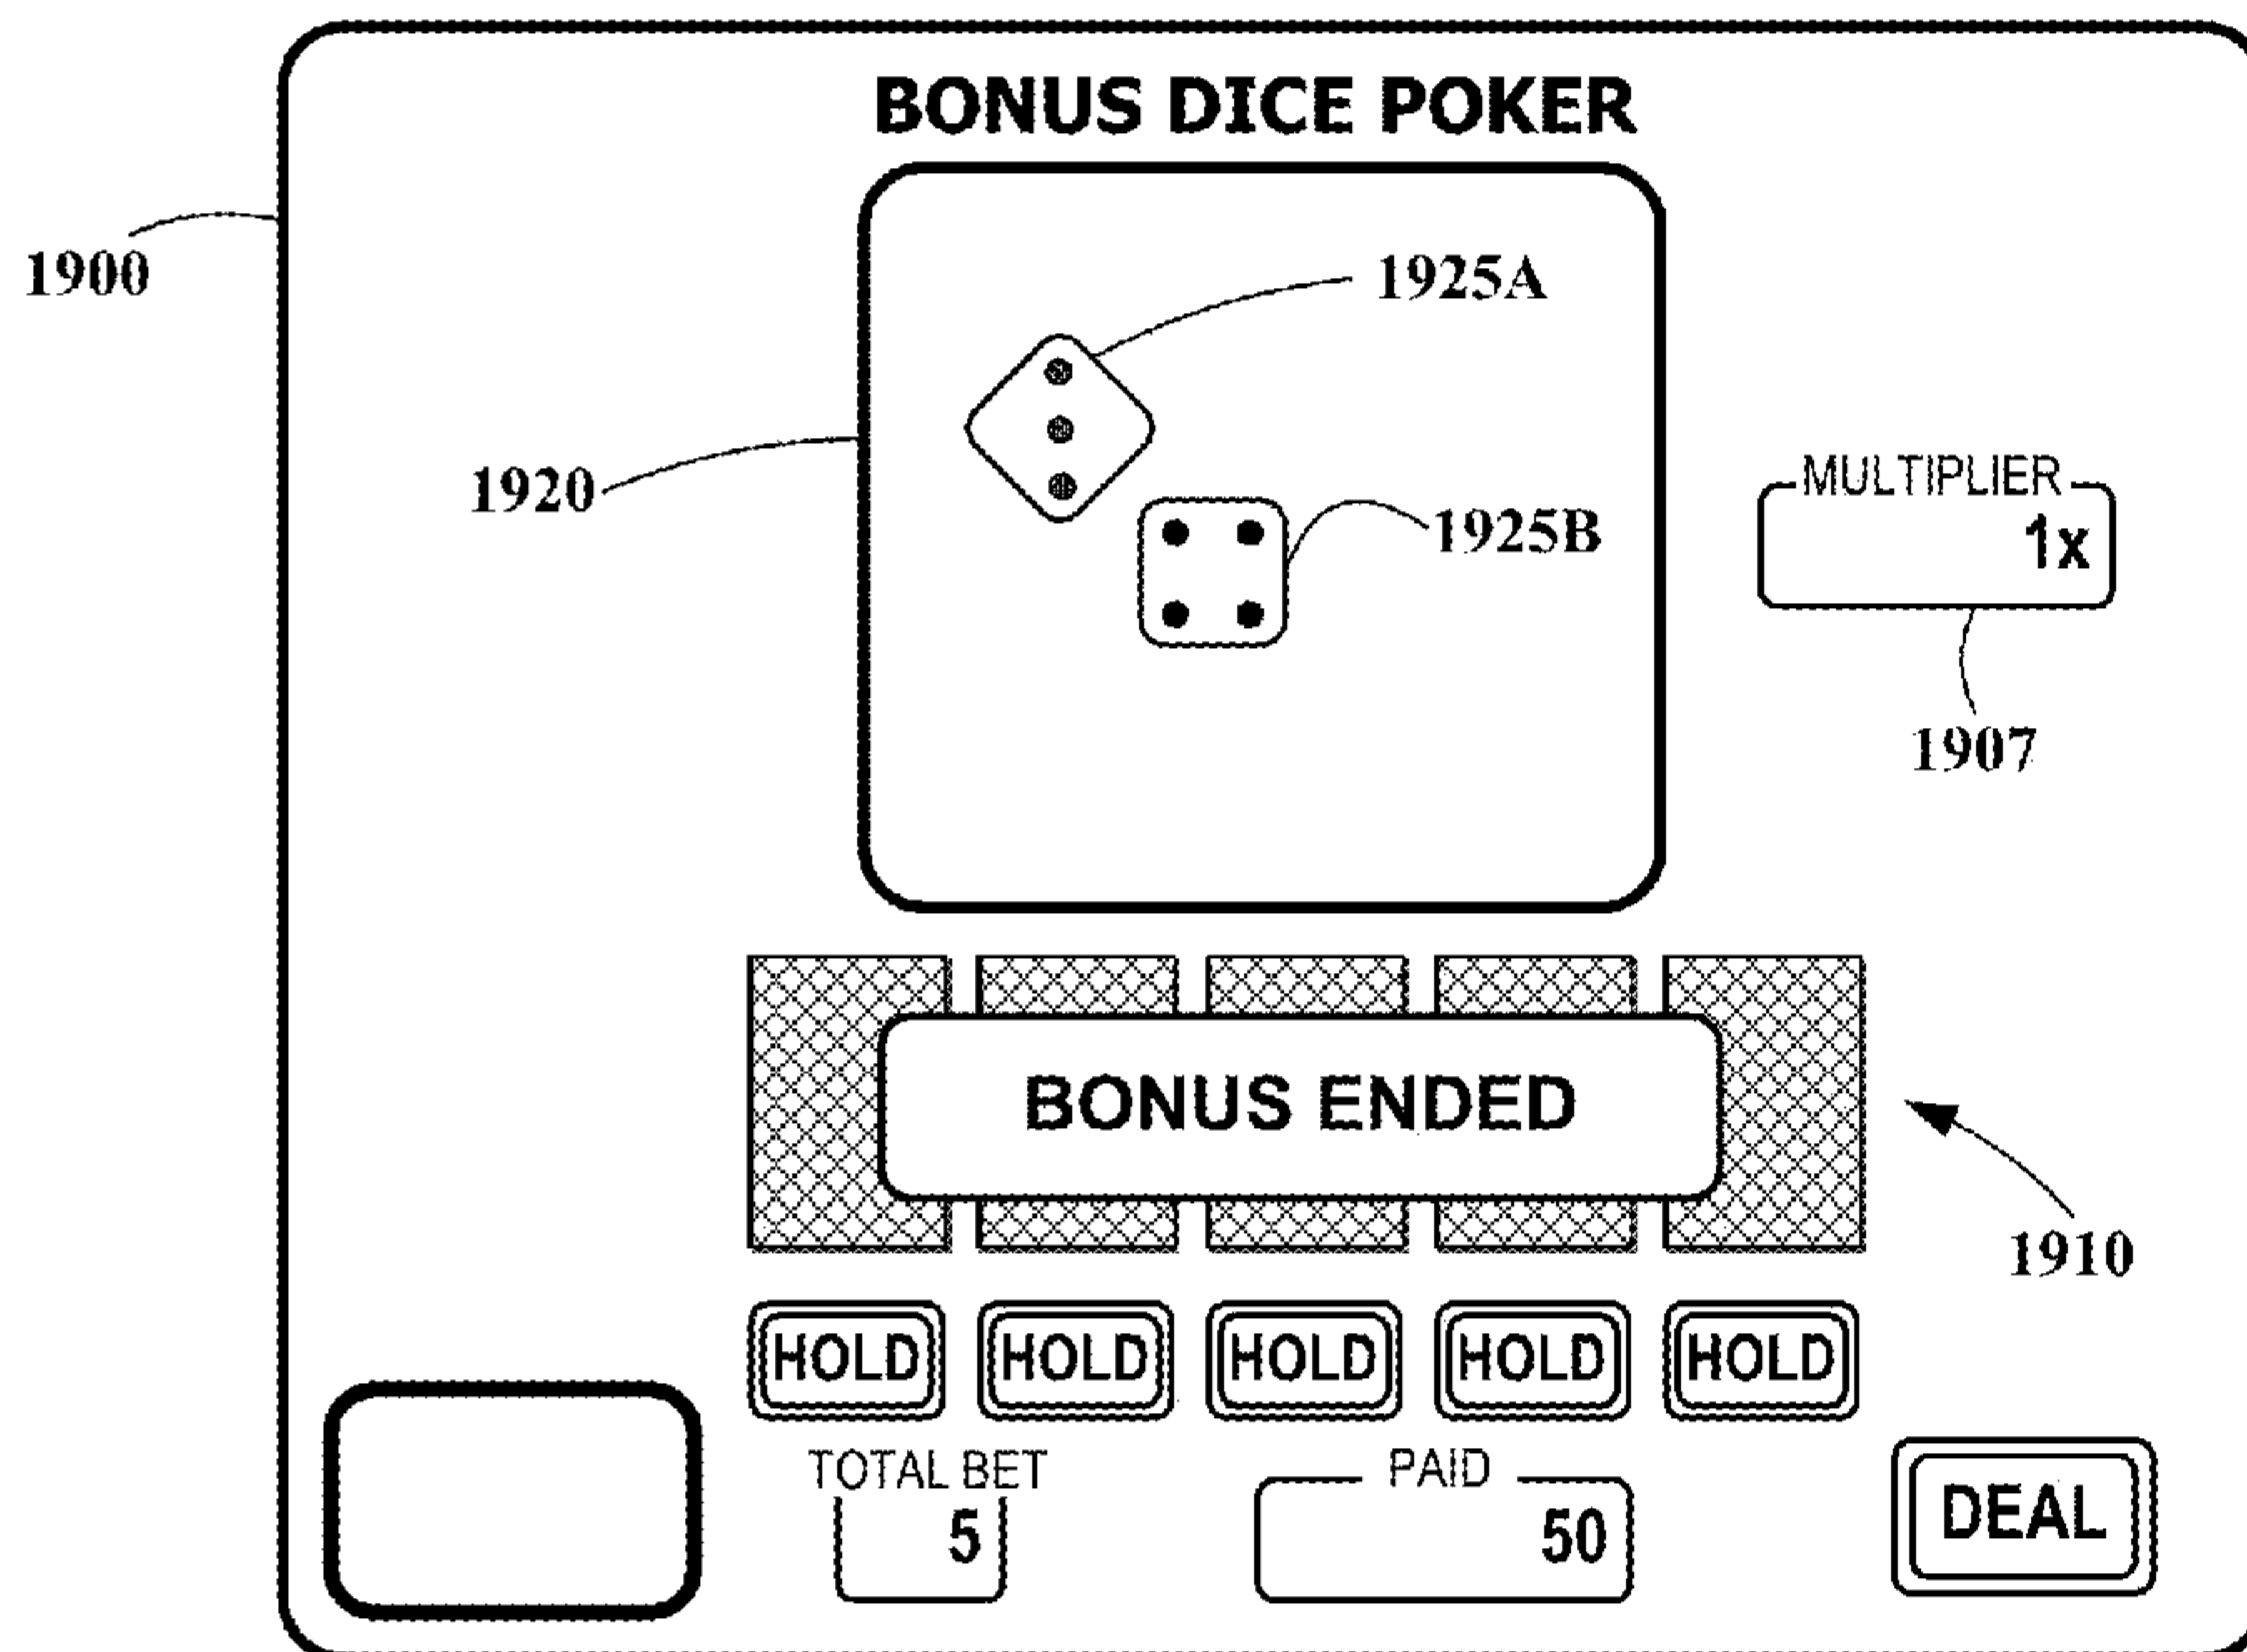 BONUS DICE POKER
1900
1925A
1920
MULTIPLIER
1925B
1x
1907
BONUS ENDED
1910
HOLD HOLD HOLD HOLD HOLD
TOTAL BET PAID
5 50 DEAL